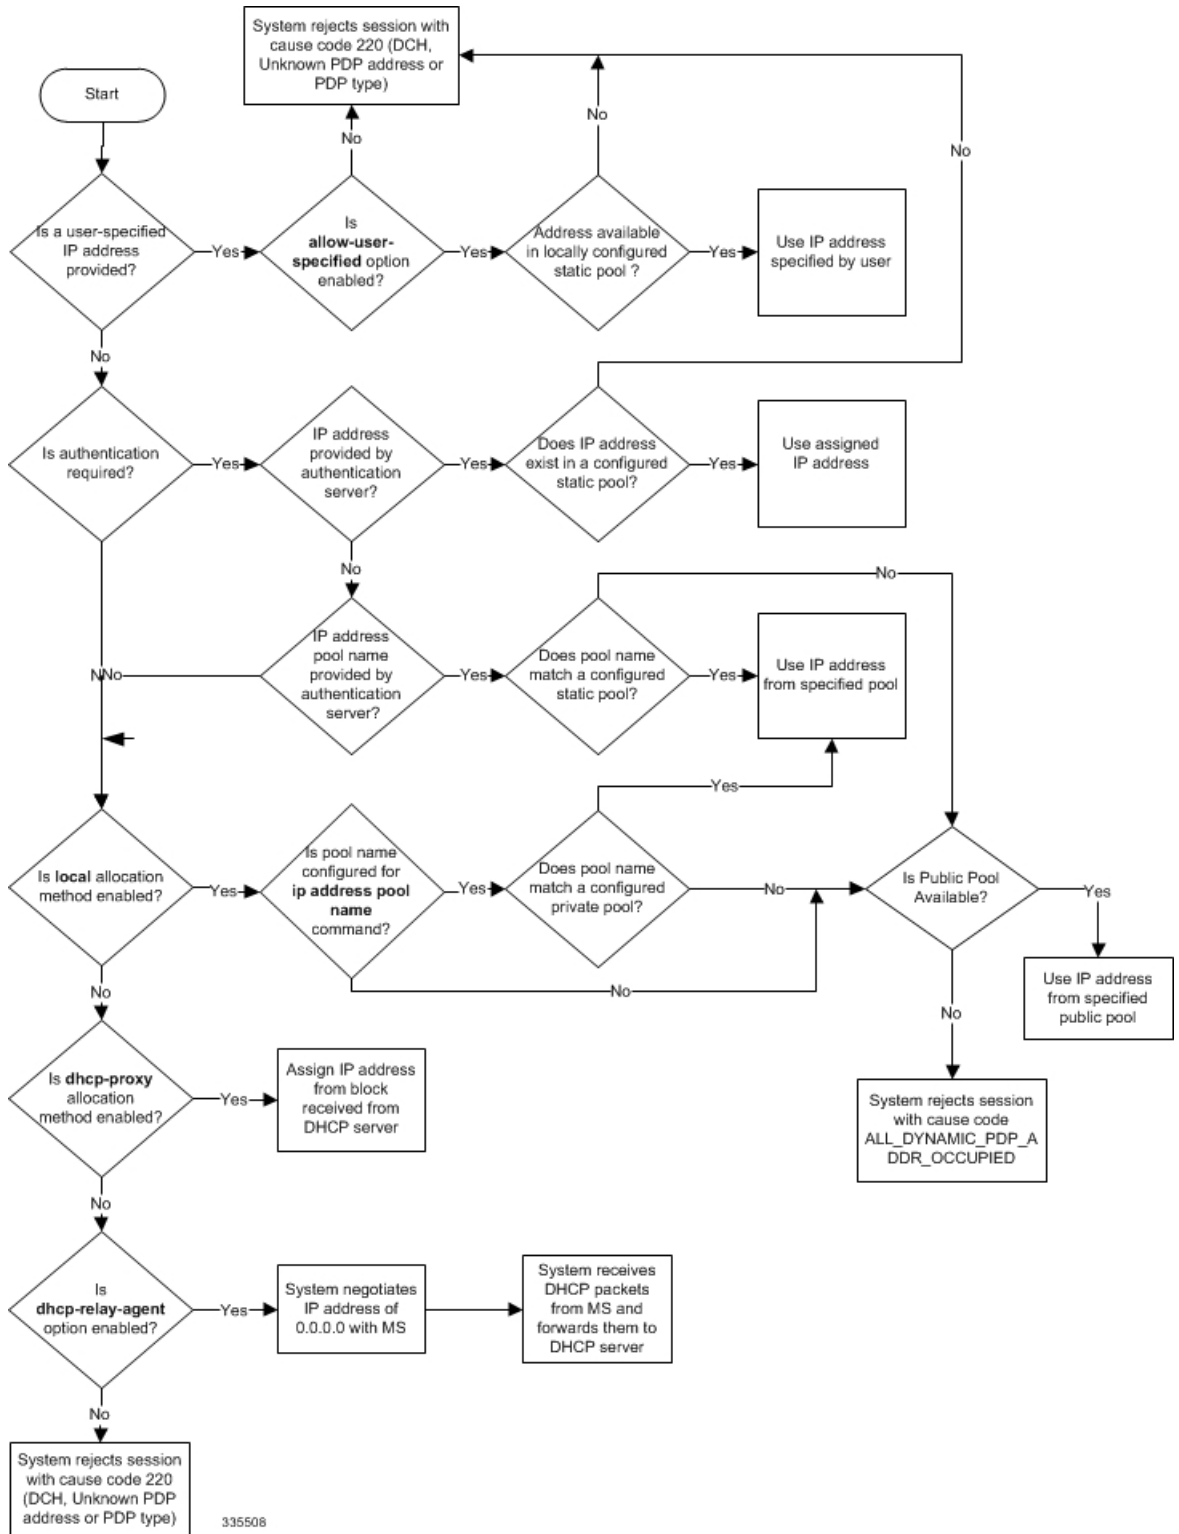 System rejects session with
cause code 220 (DCH,
Unknown PDP address or
PDP type)
Start
No
No
No
Is a user-specified
IP address
provided?
Yes
Is
allow-user-
specified option
enabled?
Yes
Address available
in locally configured
static pool ?
Yes
Use IP address
specified by user
No
Is authentication
required?
Yes
IP address
provided by
authentication
server?
Yes
Does IP address
exist in a configured
static pool?
Yes
Use assigned
IP address
No
No
IP address
pool name
provided by
authentication
server?
Yes
Does pool name
match a configured
static pool?
Yes
Use IP address
from specified pool
NNo
Yes
Is local allocation
method enabled?
Yes
Is pool name
configured for
ip address pool
name
command?
Yes
Does pool name
match a configured
private pool?
No
Is Public Pool
Available?
Yes
No
No
No
Use IP address
from specified
public pool
Is dhcp-proxy
allocation
method enabled?
Yes
Assign IP address
from block
received from
DHCP server
System rejects session
with cause code
ALL_DYNAMIC_PDP_A
DDR_OCCUPIED
No
Is
dhcp-relay-agent
option enabled?
Yes
System negotiates
IP address of
0.0.0.0 with MS
System receives
DHCP packets
from MS and
forwards them to
DHCP server
No
System rejects session
with cause code 220
(DCH, Unknown PDP
address or PDP type)
335508